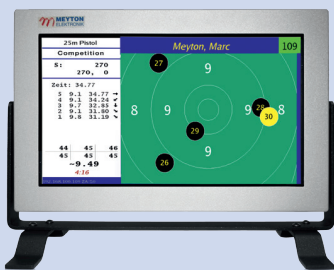 MEYTON
ELEKTRONIK
25m Pistol
Competition
S: 270
270, 0
Zeit: 34.77
5 9.1 34.77
4 9.1 34.24
3 9.7 32.85
2 9.1 31.80
1 9.8 31.19
44 45 46
45 45
~9.49
4:16
Meyton, Marc
109
27
9
8
9
9
28
8
30
29
9
26